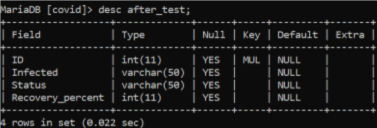 MariaDB [covid]> desc after_test;
+------------------+-------------+------+-----+---------+-------+
| Field            | Type        | Null | Key | Default | Extra |
+------------------+-------------+------+-----+---------+-------+
| ID               | int(11)     | YES  | MUL | NULL    |       |
| Infected         | varchar(50) | YES  |     | NULL    |       |
| Status           | varchar(50) | YES  |     | NULL    |       |
| Recovery_percent | int(11)     | YES  |     | NULL    |       |
+------------------+-------------+------+-----+---------+-------+
4 rows in set (0.022 sec)